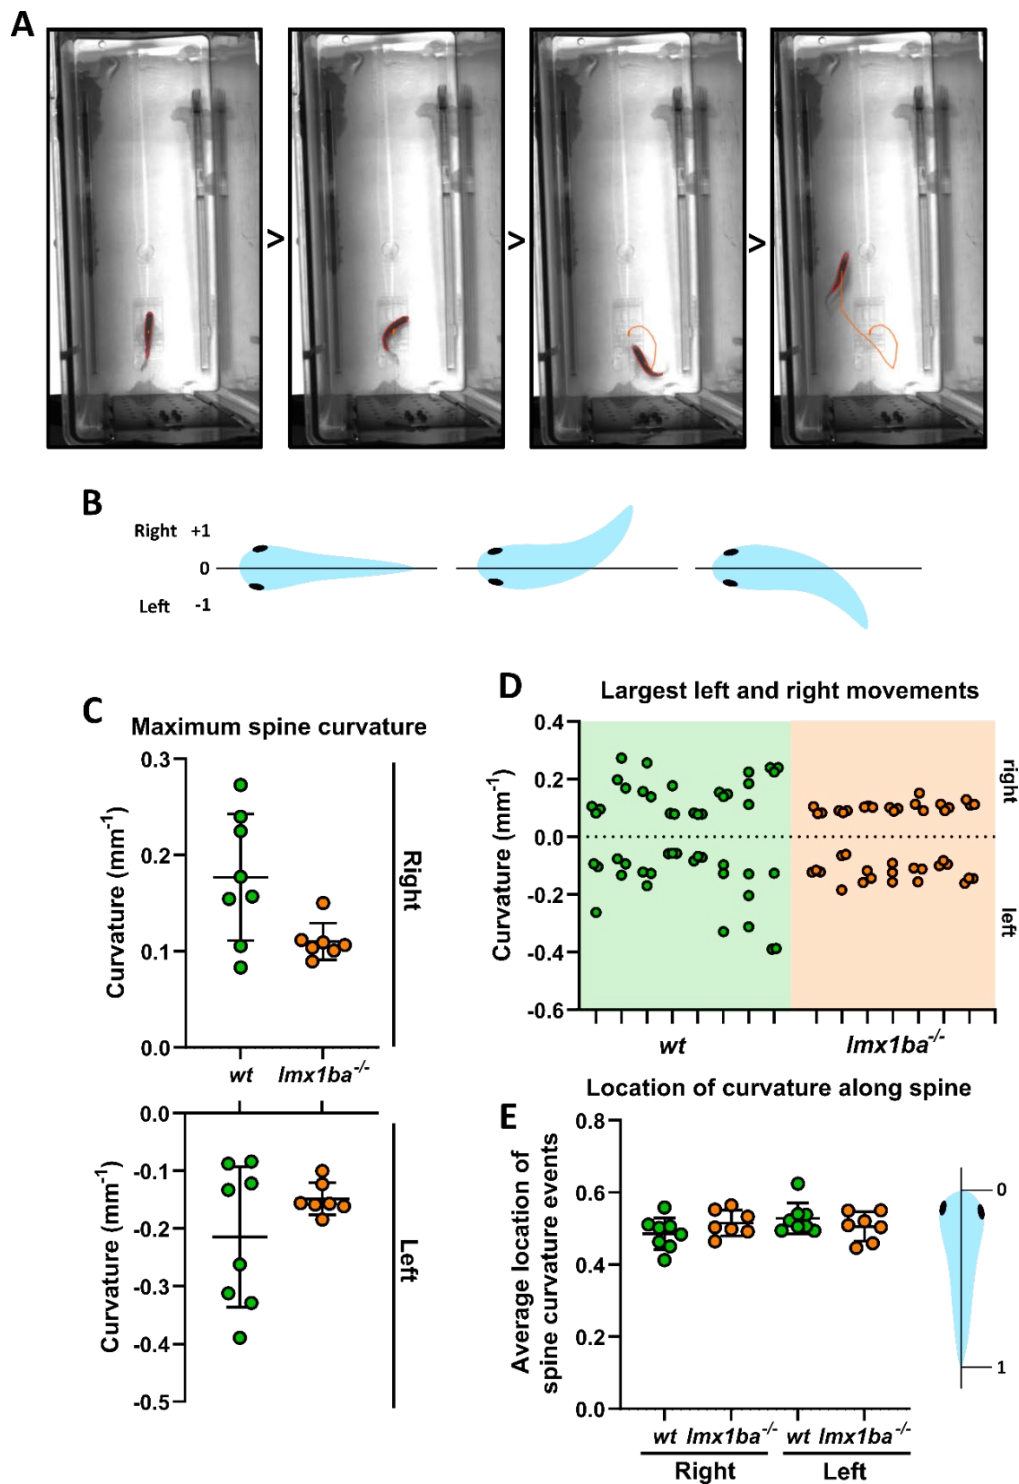 A
> > >
B
Right +1
0
Left -1
C
Maximum spine curvature
Curvature (mm⁻¹)
0.3
0.2
0.1
0.0
wt lmx1ba⁻/⁻
Right
Curvature (mm⁻¹)
0.0
-0.1
-0.2
-0.3
-0.4
-0.5
Left
D
Largest left and right movements
Curvature (mm⁻¹)
0.4
0.2
0.0
-0.2
-0.4
-0.6
right
left
wt lmx1ba⁻/⁻
E
Location of curvature along spine
Average location of
spine curvature events
0.8
0.6
0.4
0.2
0.0
wt lmx1ba⁻/⁻ wt lmx1ba⁻/⁻
Right Left
0
1